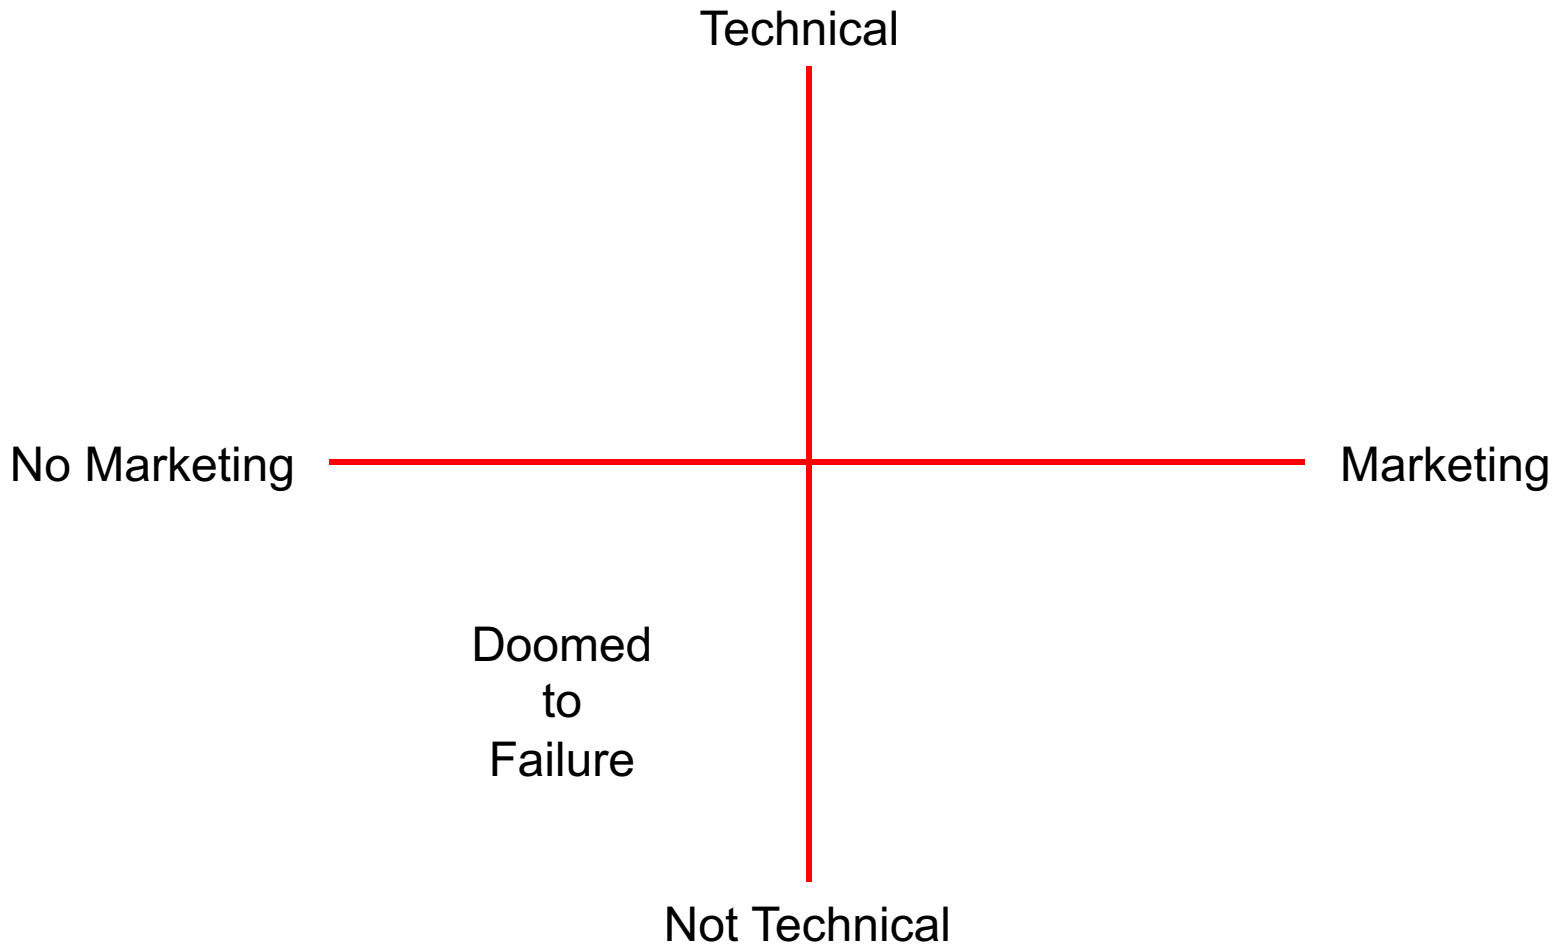 Technical
No Marketing
Marketing
Doomed
to
Failure
Not Technical